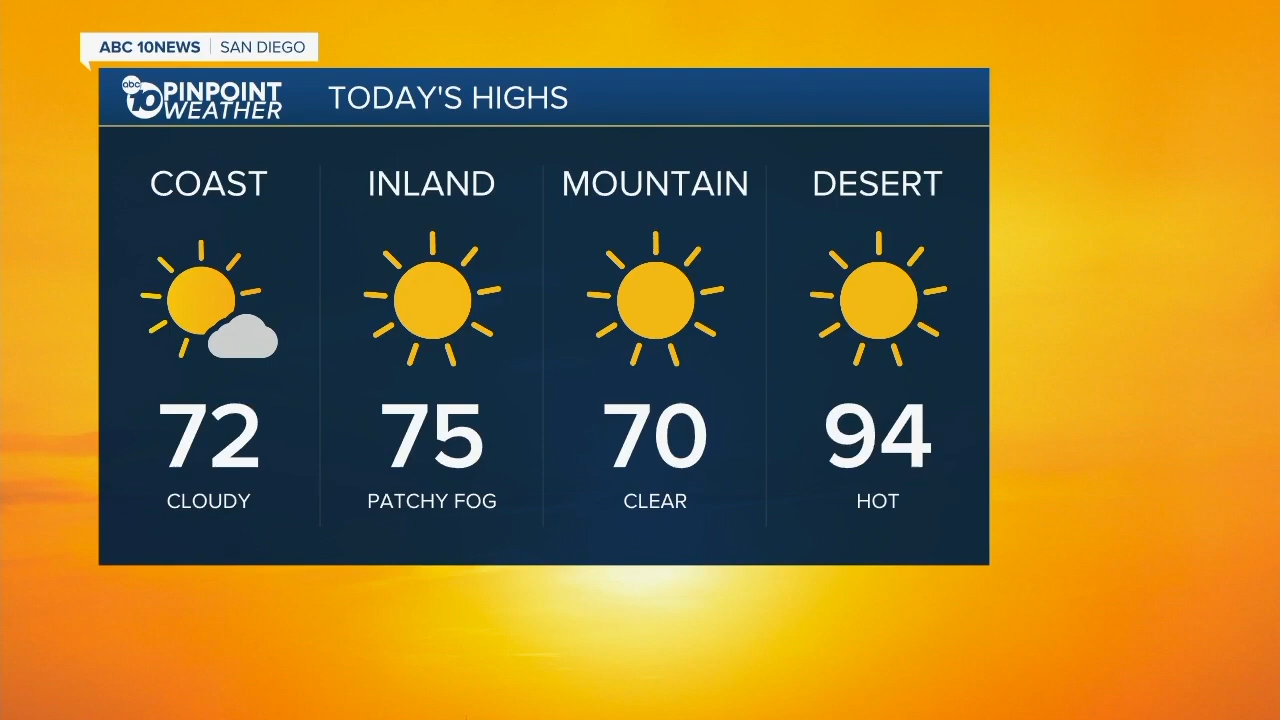 ABC 10NEWS | SAN DIEGO
abc 10 PINPOINT WEATHER
TODAY'S HIGHS
COAST INLAND MOUNTAIN DESERT
72 75 70 94
CLOUDY PATCHY FOG CLEAR HOT